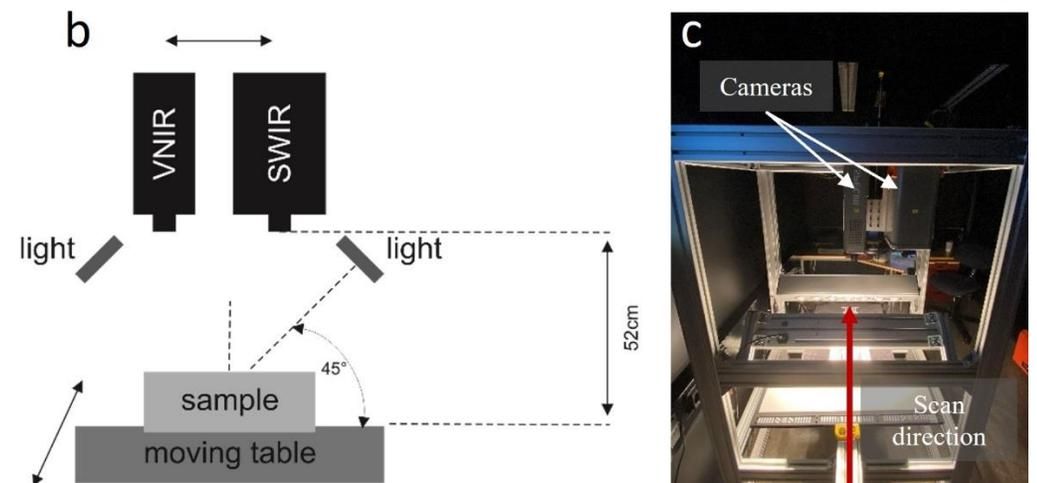 b
VNIR
SWIR
light
light
52cm
45°
sample
moving table
c
Cameras
Scan
direction